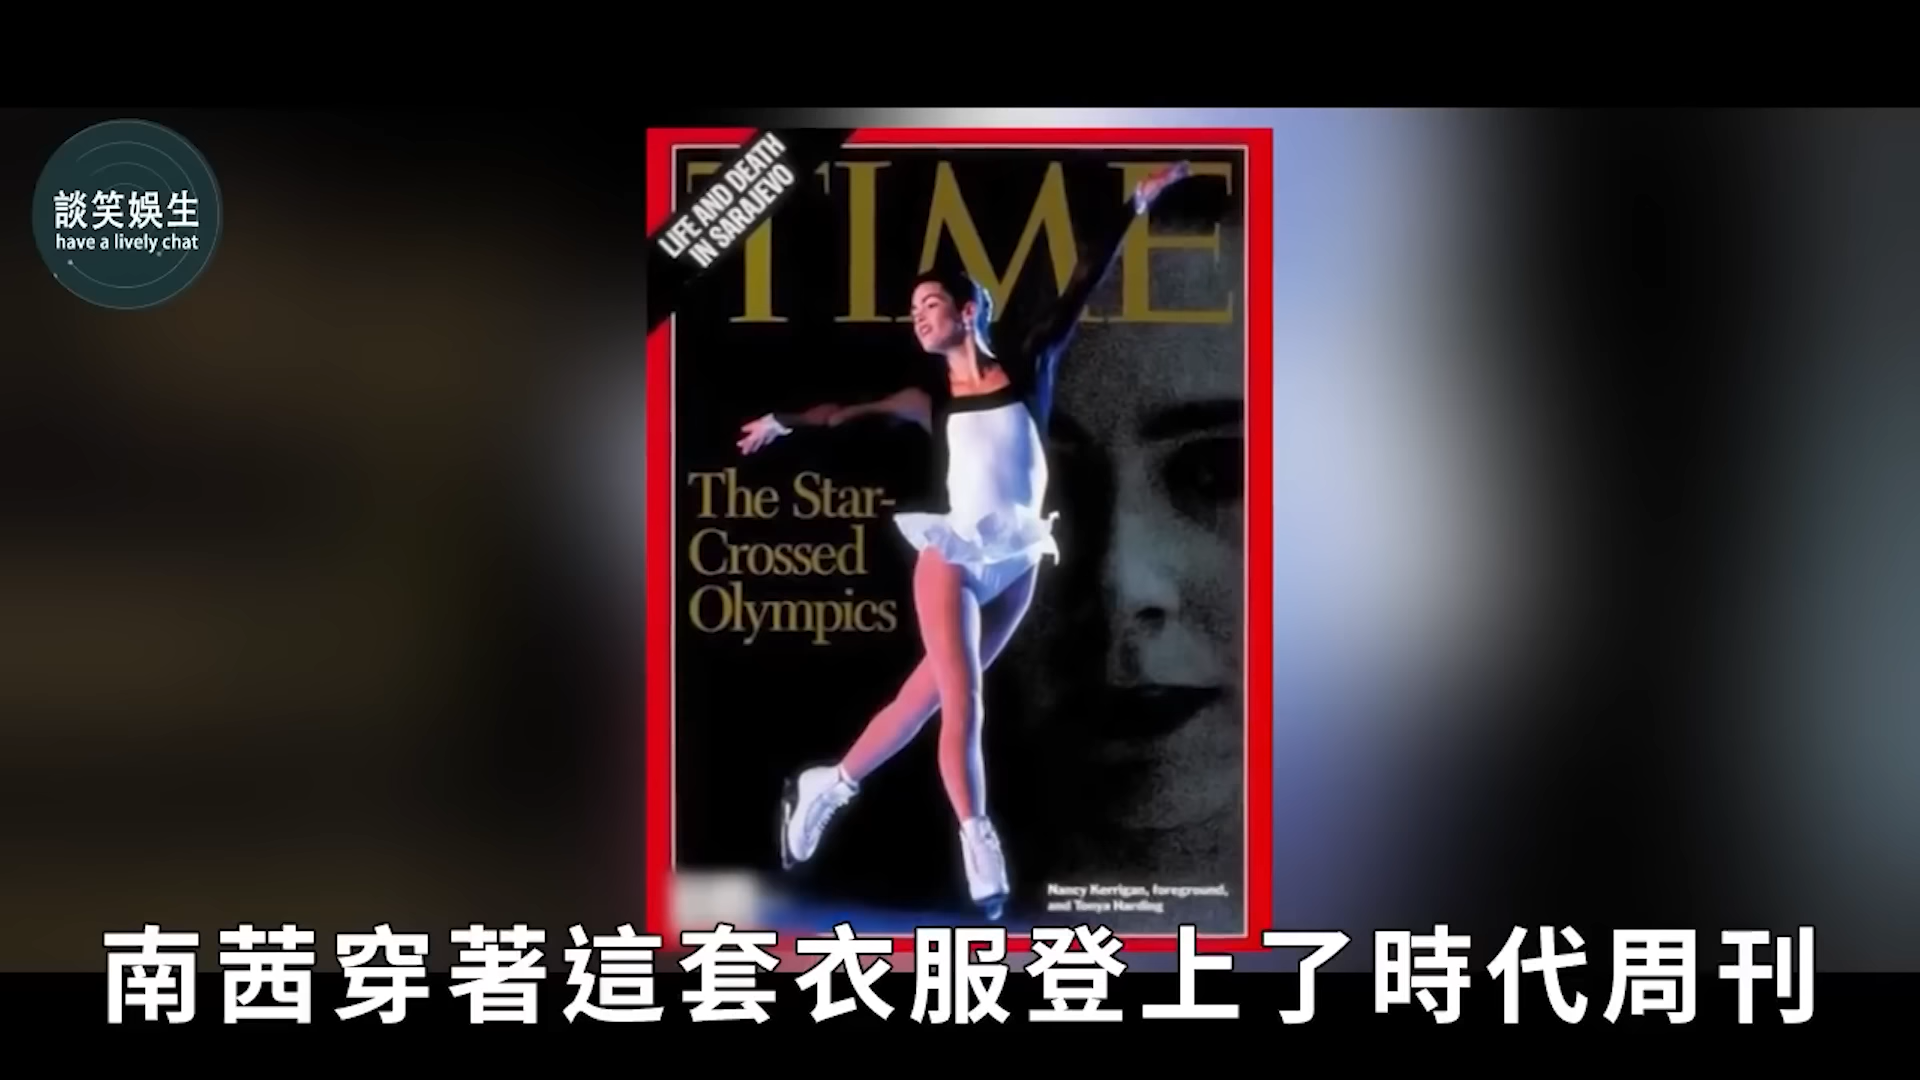 談笑娛生
have a lively chat
LIFE AND DEATH
IN SARAJEVO
TIME
The Star-
Crossed
Olympics
Nancy Kerrigan, foreground,
and Tonya Harding
南茜穿著這套衣服登上了時代周刊